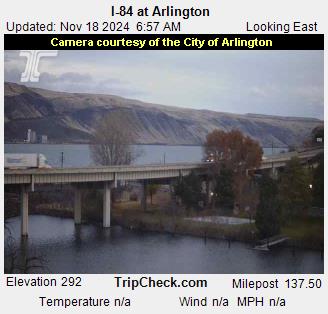 I-84 at Arlington
Updated: Nov 18 2024 6:57 AM Looking East
Camera courtesy of the City of Arlington
Elevation 292 TripCheck.com Milepost 137.50
Temperature n/a Wind n/a MPH n/a